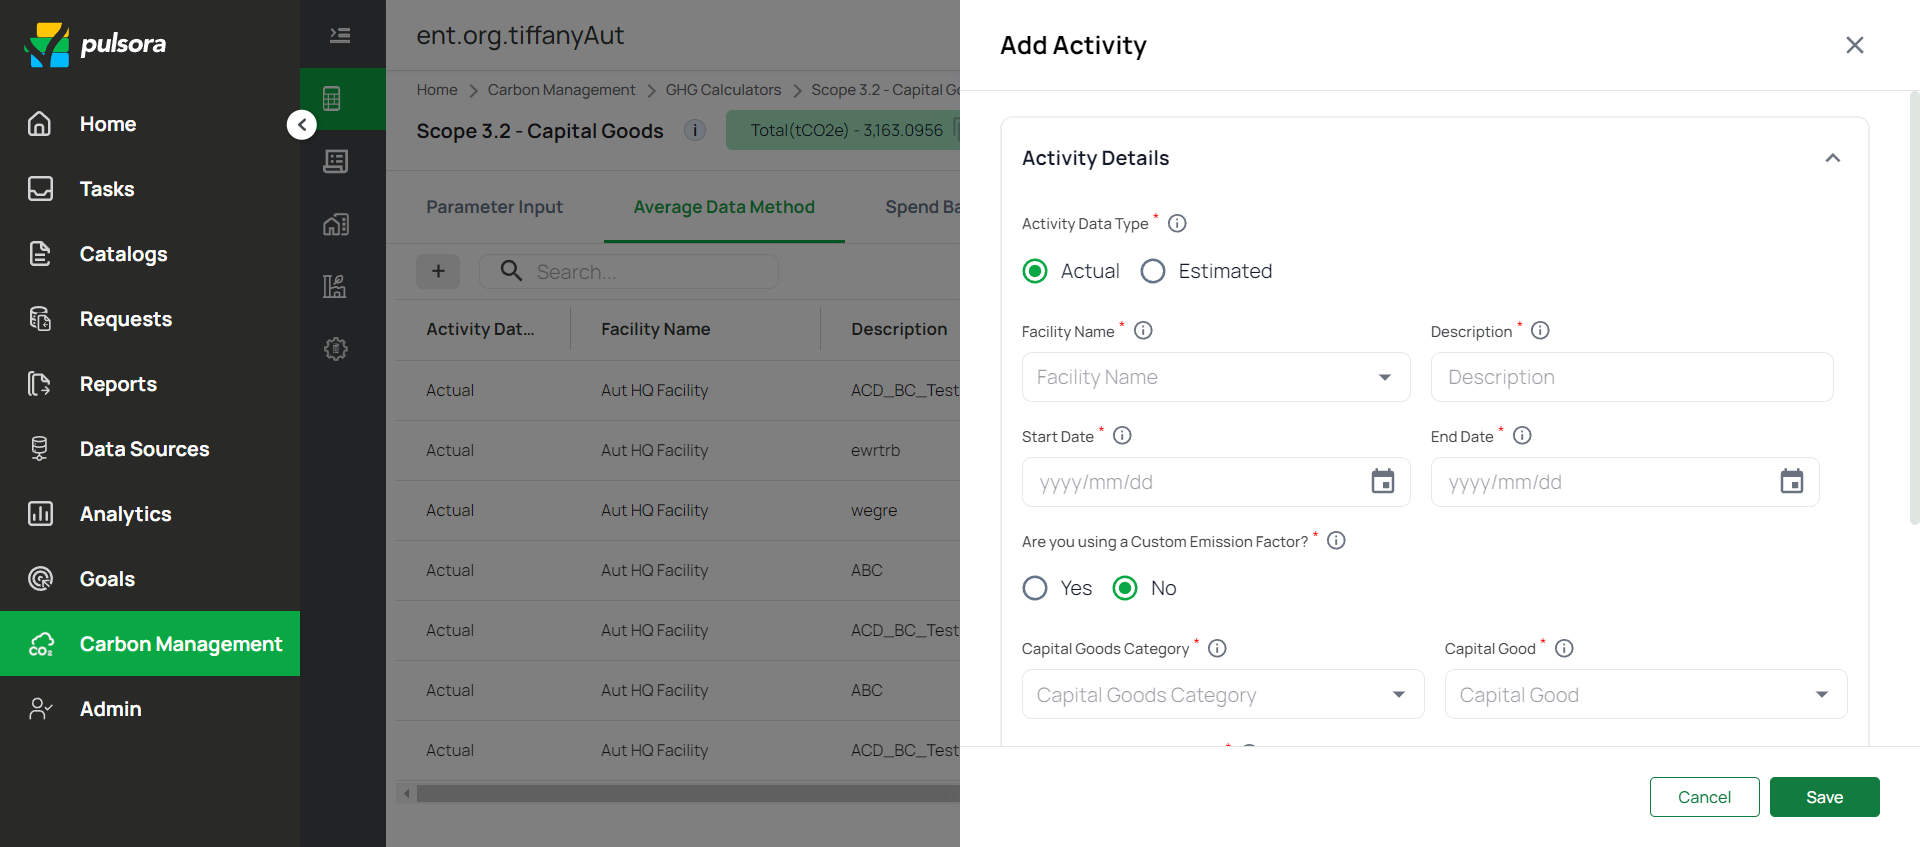 pulsora
Home
Tasks
Catalogs
Requests
Reports
Data Sources
Analytics
Goals
Carbon Management
Admin
ent.org.tiffanyAut
Home > Carbon Management > GHG Calculators > Scope 3.2 - Capital
Scope 3.2 - Capital Goods
Total(tCO2e) - 3,163.0956
Parameter Input Average Data Method Spend
Search...
Activity Dat... Facility Name Description
Actual Aut HQ Facility ACD_BC_Test
Actual Aut HQ Facility ewrtrb
Actual Aut HQ Facility wegre
Actual Aut HQ Facility ABC
Actual Aut HQ Facility ACD_BC_Test
Actual Aut HQ Facility ABC
Actual Aut HQ Facility ACD_BC_Test
Add Activity
Activity Details
Activity Data Type *
Actual Estimated
Facility Name * Description *
Facility Name Description
Start Date * End Date *
yyyy/mm/dd yyyy/mm/dd
Are you using a Custom Emission Factor? *
Yes No
Capital Goods Category * Capital Good *
Capital Goods Category Capital Good
Cancel Save